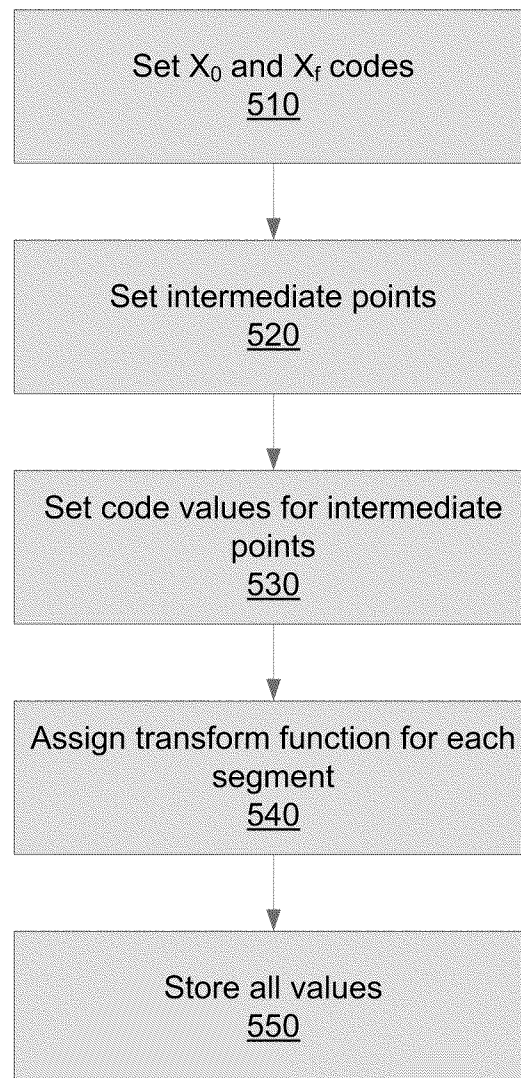 Set X₀ and X_f codes
510
Set intermediate points
520
Set code values for intermediate
points
530
Assign transform function for each
segment
540
Store all values
550